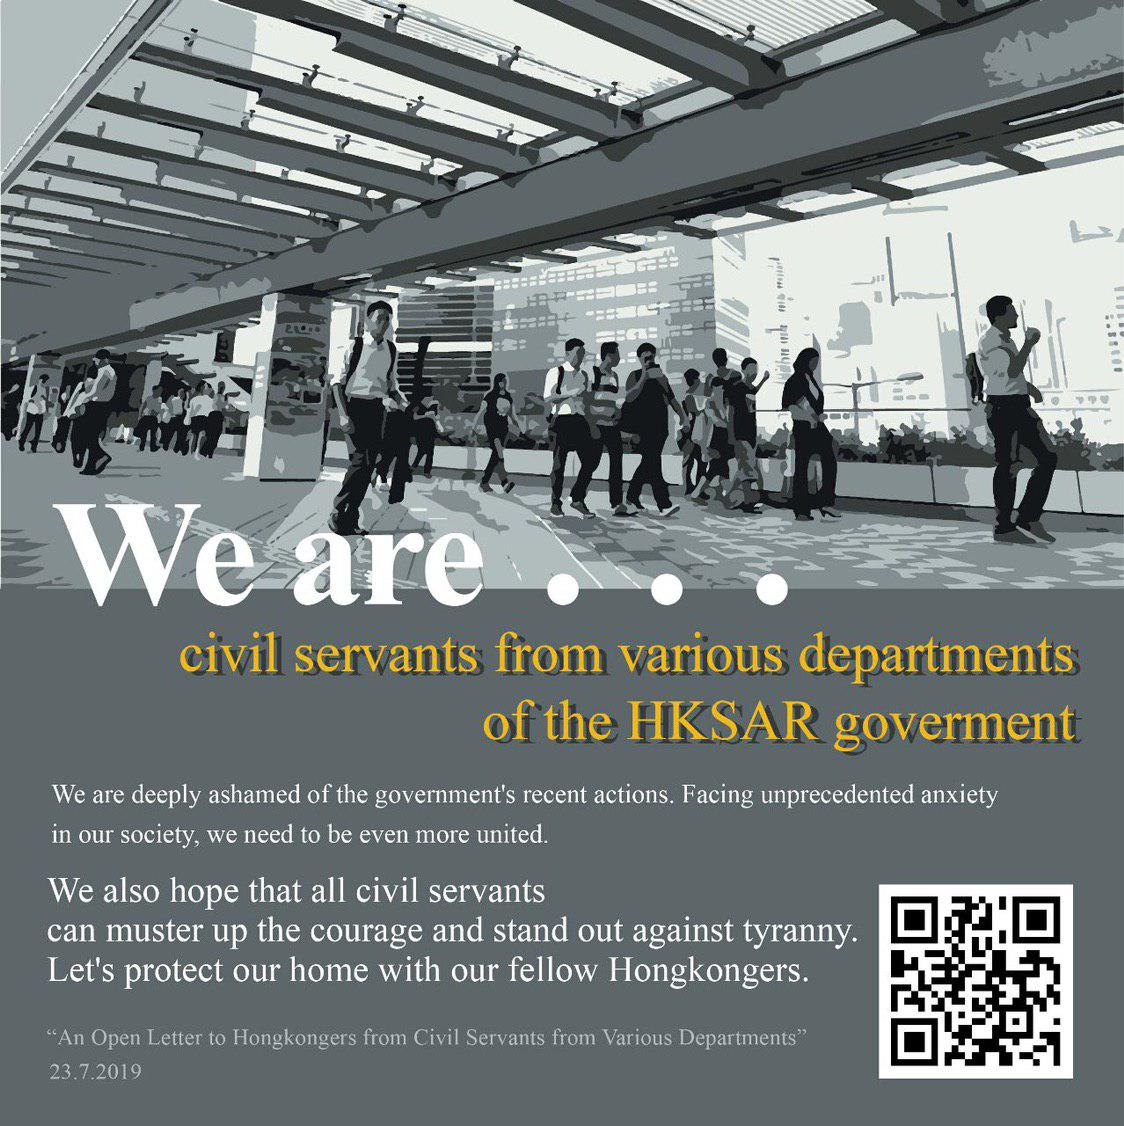 We are . . .
civil servants from various departments
of the HKSAR goverment
We are deeply ashamed of the government's recent actions. Facing unprecedented anxiety
in our society, we need to be even more united.
We also hope that all civil servants
can muster up the courage and stand out against tyranny.
Let's protect our home with our fellow Hongkongers.
“An Open Letter to Hongkongers from Civil Servants from Various Departments”
23.7.2019